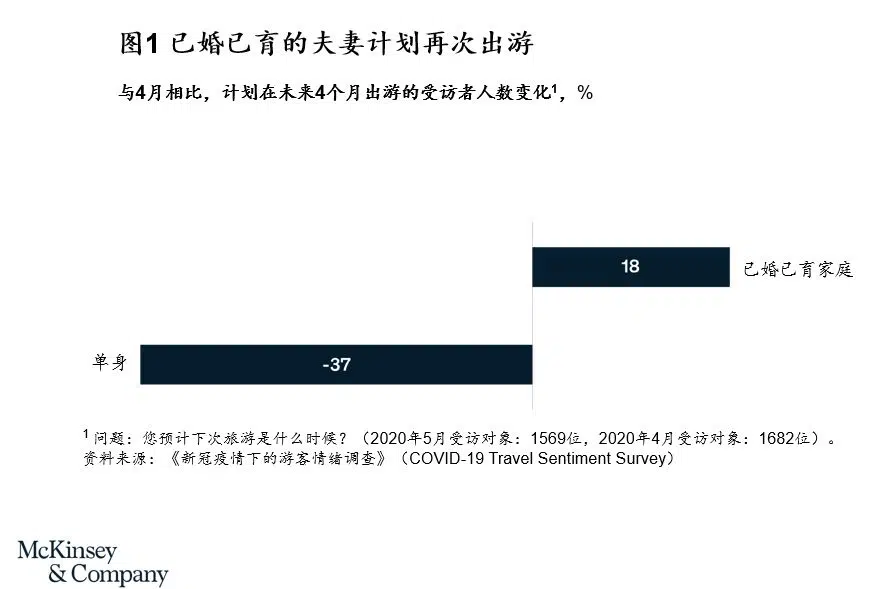 图1 已婚已育的夫妻计划再次出游
与4月相比，计划在未来4个月出游的受访者人数变化1，%
18
已婚已育家庭
单身
-37
1 问题：您预计下次旅游是什么时候？（2020年5月受访对象：1569位，2020年4月受访对象：1682位）。
资料来源：《新冠疫情下的游客情绪调查》（COVID-19 Travel Sentiment Survey）
McKinsey
& Company